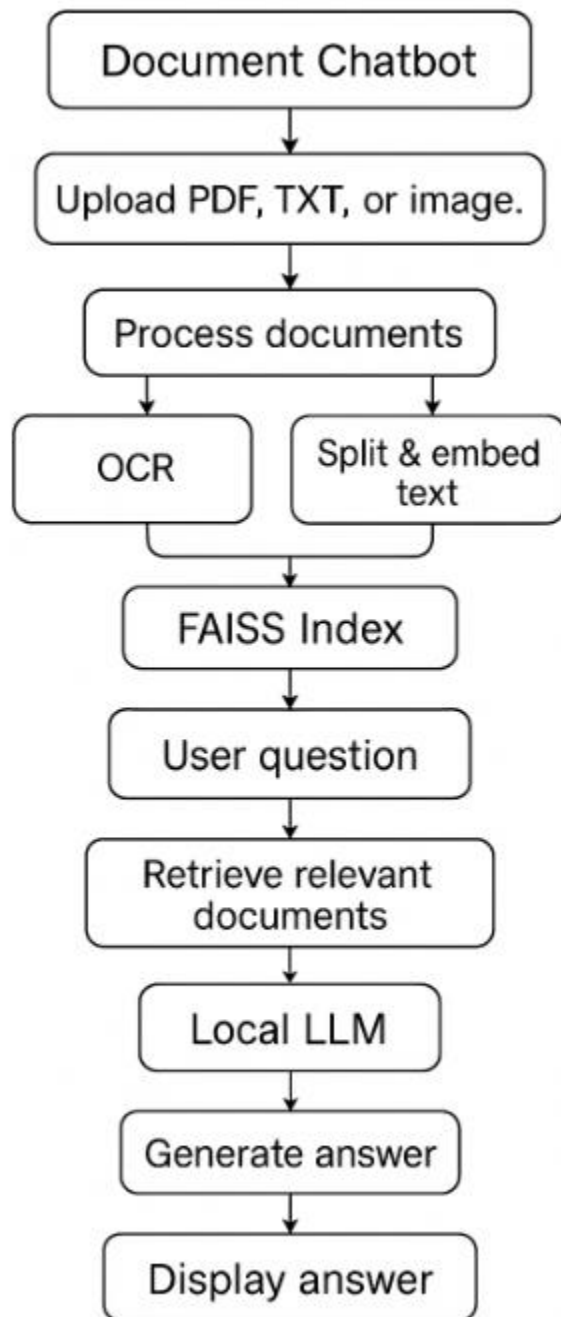 Document Chatbot
Upload PDF, TXT, or image.
Process documents
OCR
Split & embed
text
FAISS Index
User question
Retrieve relevant
documents
Local LLM
Generate answer
Display answer